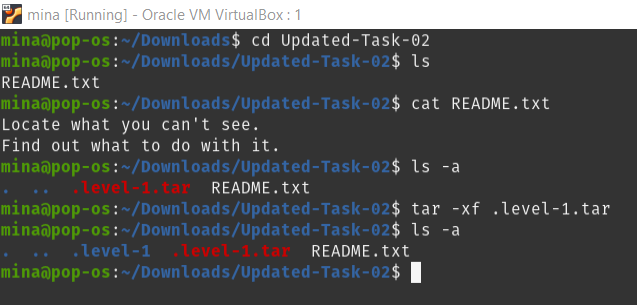 mina [Running] - Oracle VM VirtualBox : 1
mina@pop-os:~/Downloads$ cd Updated-Task-02
mina@pop-os:~/Downloads/Updated-Task-02$ ls
README.txt
mina@pop-os:~/Downloads/Updated-Task-02$ cat README.txt
Locate what you can't see.
Find out what to do with it.
mina@pop-os:~/Downloads/Updated-Task-02$ ls -a
.  ..  .level-1.tar  README.txt
mina@pop-os:~/Downloads/Updated-Task-02$ tar -xf .level-1.tar
mina@pop-os:~/Downloads/Updated-Task-02$ ls -a
.  ..  .level-1  .level-1.tar  README.txt
mina@pop-os:~/Downloads/Updated-Task-02$